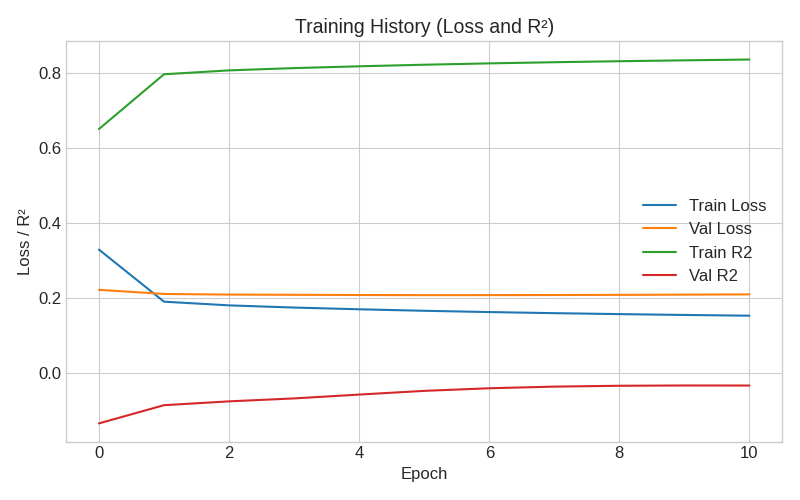 Training History (Loss and R²)
0.8
0.6
0.4
0.2
0.0
Loss / R²
Train Loss
Val Loss
Train R2
Val R2
0 2 4 6 8 10
Epoch